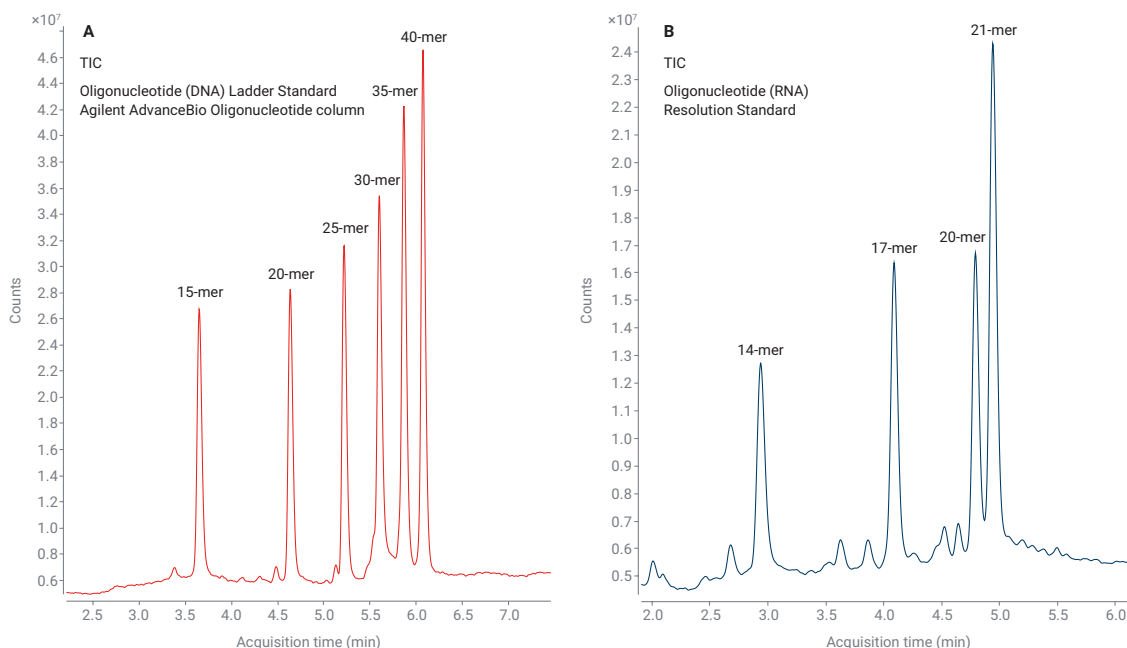 ×10⁷
A
TIC
Oligonucleotide (DNA) Ladder Standard
Agilent AdvanceBio Oligonucleotide column
40-mer
35-mer
30-mer
25-mer
20-mer
15-mer
4.6
4.4
4.2
4.0
3.8
3.6
3.4
3.2
3.0
2.8
2.6
2.4
2.2
2.0
1.8
1.6
1.4
1.2
1.0
0.8
0.6
Counts
2.5 3.0 3.5 4.0 4.5 5.0 5.5 6.0 6.5 7.0
Acquisition time (min)
×10⁷
B
TIC
Oligonucleotide (RNA)
Resolution Standard
21-mer
20-mer
17-mer
14-mer
2.4
2.3
2.2
2.1
2.0
1.9
1.8
1.7
1.6
1.5
1.4
1.3
1.2
1.1
1.0
0.9
0.8
0.7
0.6
0.5
Counts
2.0 2.5 3.0 3.5 4.0 4.5 5.0 5.5 6.0
Acquisition time (min)